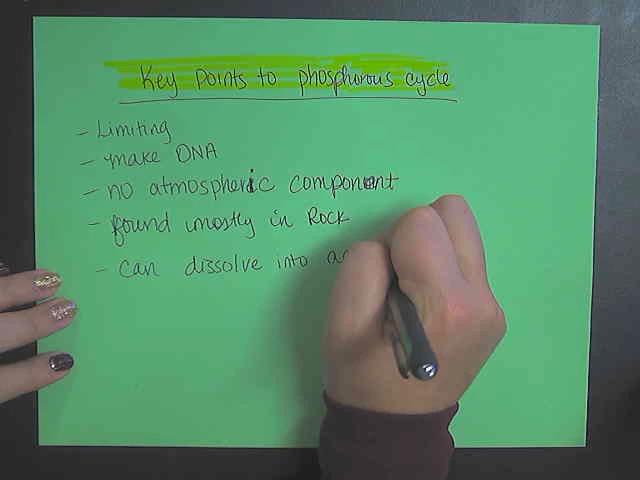 Key Points to phosphorous cycle
- Limiting
- make DNA
- no atmospheric component
- found mostly in Rock
- can dissolve into